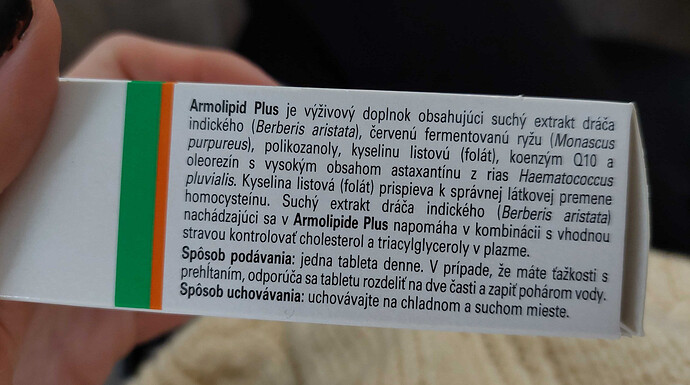 Armolipid Plus je výživový doplnok obsahujúci suchý extrakt dráča
indického (Berberis aristata), červenú fermentovanú ryžu (Monascus
purpureus), polikozanoly, kyselinu listovú (folát), koenzým Q10 a
oleorezín s vysokým obsahom astaxantínu z rias Haematococcus
pluvialis. Kyselina listová (folát) prispieva k správnej látkovej premene
homocysteínu. Suchý extrakt dráča indického (Berberis aristata)
nachádzajúci sa v Armolipide Plus napomáha v kombinácii s vhodnou
stravou kontrolovať cholesterol a triacylglyceroly v plazme.
Spôsob podávania: jedna tableta denne. V prípade, že máte ťažkosti s
prehĺtaním, odporúča sa tabletu rozdeliť na dve časti a zapiť pohárom vody.
Spôsob uchovávania: uchovávajte na chladnom a suchom mieste.